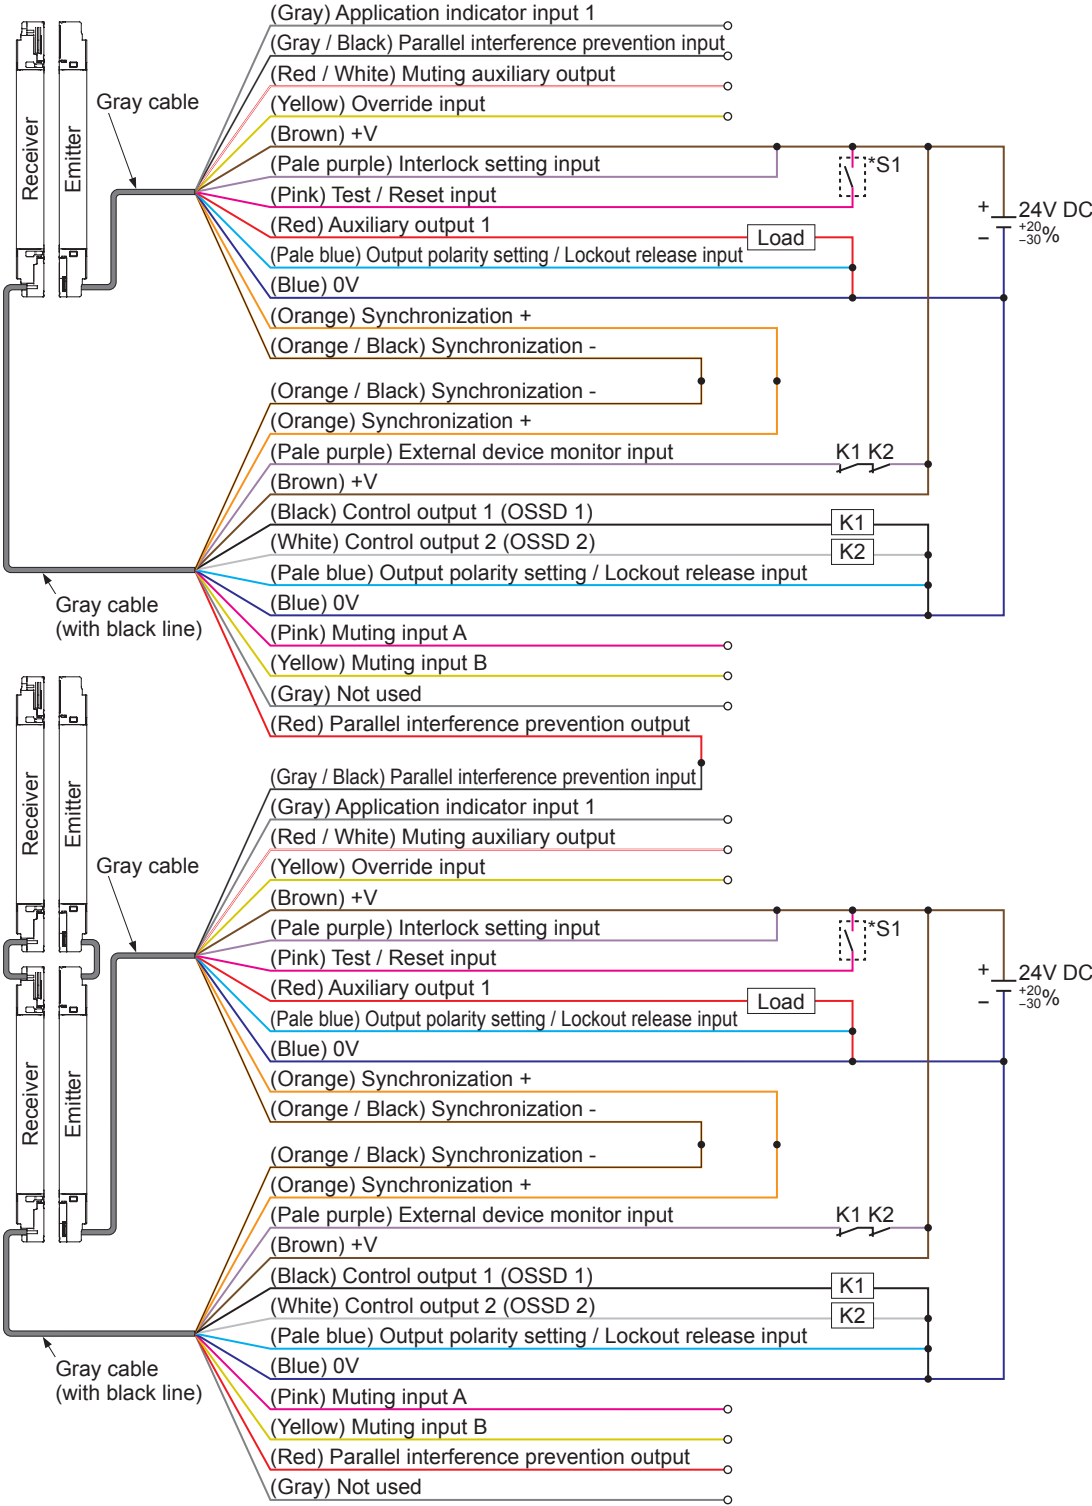 (Gray) Application indicator input 1
(Gray / Black) Parallel interference prevention input
(Red / White) Muting auxiliary output
Gray cable
(Yellow) Override input
(Brown) +V
(Pale purple) Interlock setting input
*S1
Receiver
Emitter
(Pink) Test / Reset input
+
24V DC
+20
–30 %
–
(Red) Auxiliary output 1
Load
(Pale blue) Output polarity setting / Lockout release input
(Blue) 0V
(Orange) Synchronization +
(Orange / Black) Synchronization -
(Orange / Black) Synchronization -
(Orange) Synchronization +
(Pale purple) External device monitor input
K1 K2
(Brown) +V
(Black) Control output 1 (OSSD 1)
K1
(White) Control output 2 (OSSD 2)
K2
(Pale blue) Output polarity setting / Lockout release input
(Blue) 0V
Gray cable
(with black line)
(Pink) Muting input A
(Yellow) Muting input B
(Gray) Not used
(Red) Parallel interference prevention output
(Gray / Black) Parallel interference prevention input
(Gray) Application indicator input 1
Receiver
Emitter
(Red / White) Muting auxiliary output
Gray cable
(Yellow) Override input
(Brown) +V
(Pale purple) Interlock setting input
*S1
(Pink) Test / Reset input
+
24V DC
+20
–30 %
–
(Red) Auxiliary output 1
Load
(Pale blue) Output polarity setting / Lockout release input
(Blue) 0V
Receiver
Emitter
(Orange) Synchronization +
(Orange / Black) Synchronization -
(Orange / Black) Synchronization -
(Orange) Synchronization +
(Pale purple) External device monitor input
K1 K2
(Brown) +V
(Black) Control output 1 (OSSD 1)
K1
(White) Control output 2 (OSSD 2)
K2
(Pale blue) Output polarity setting / Lockout release input
(Blue) 0V
Gray cable
(with black line)
(Pink) Muting input A
(Yellow) Muting input B
(Red) Parallel interference prevention output
(Gray) Not used